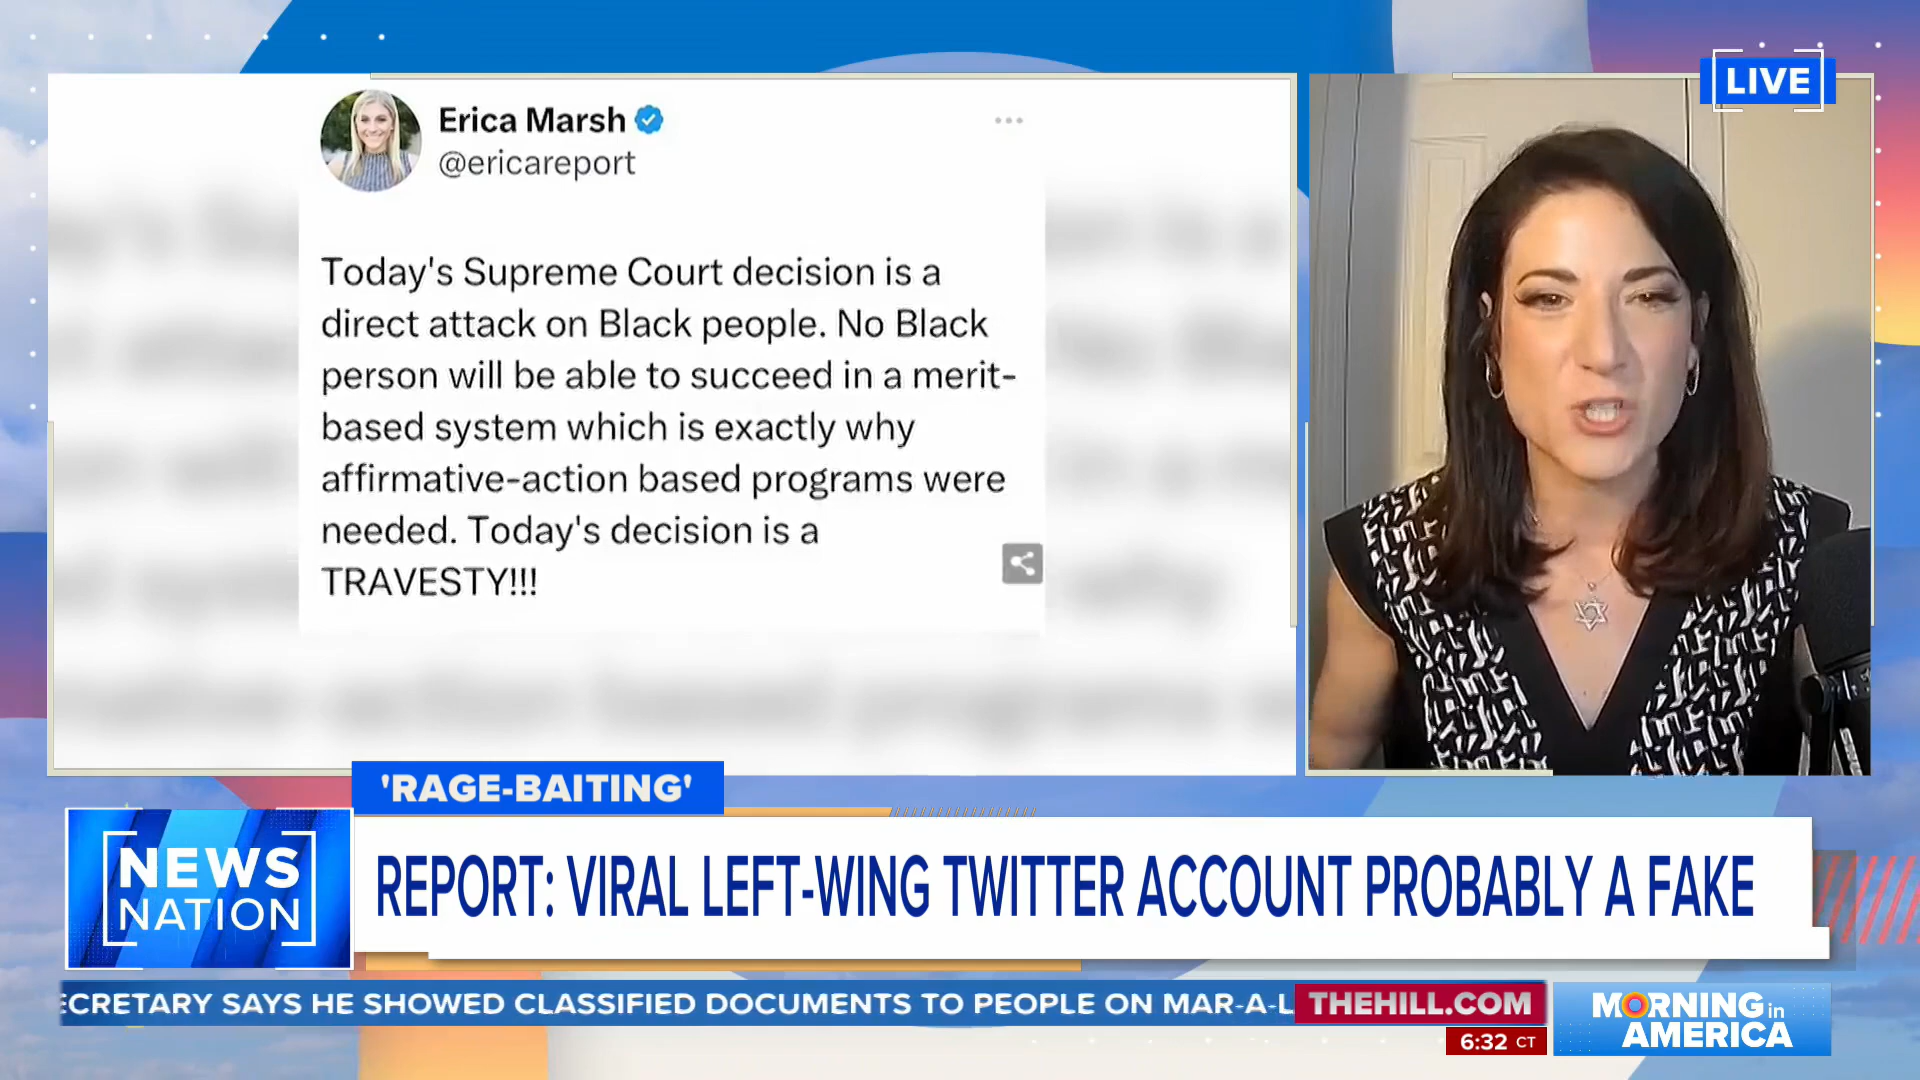 LIVE
Erica Marsh
@ericareport
Today's Supreme Court decision is a
direct attack on Black people. No Black
person will be able to succeed in a merit-
based system which is exactly why
affirmative-action based programs were
needed. Today's decision is a
TRAVESTY!!!
'RAGE-BAITING'
NEWS
NATION
REPORT: VIRAL LEFT-WING TWITTER ACCOUNT PROBABLY A FAKE
ECRETARY SAYS HE SHOWED CLASSIFIED DOCUMENTS TO PEOPLE ON MAR-A-L
THEHILL.COM
6:32 CT
MORNING in
AMERICA